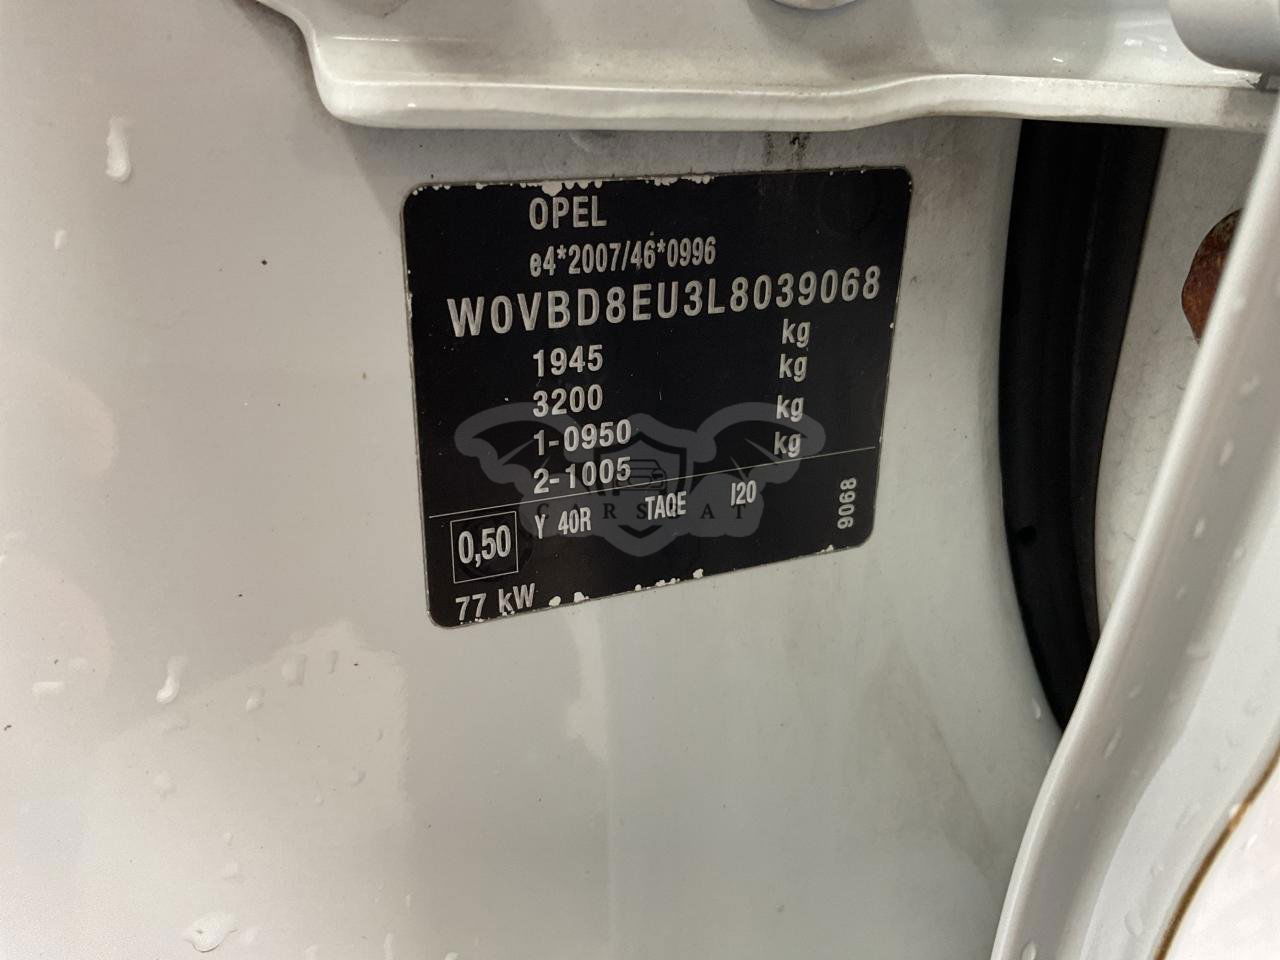 OPEL
e4*2007/46*0996
W0VBD8EU3L8039068
1945 kg
3200 kg
1-0950 kg
2-1005 kg
0,50 Y 40R TAQE I20 9068
77 kW
CARSCAT